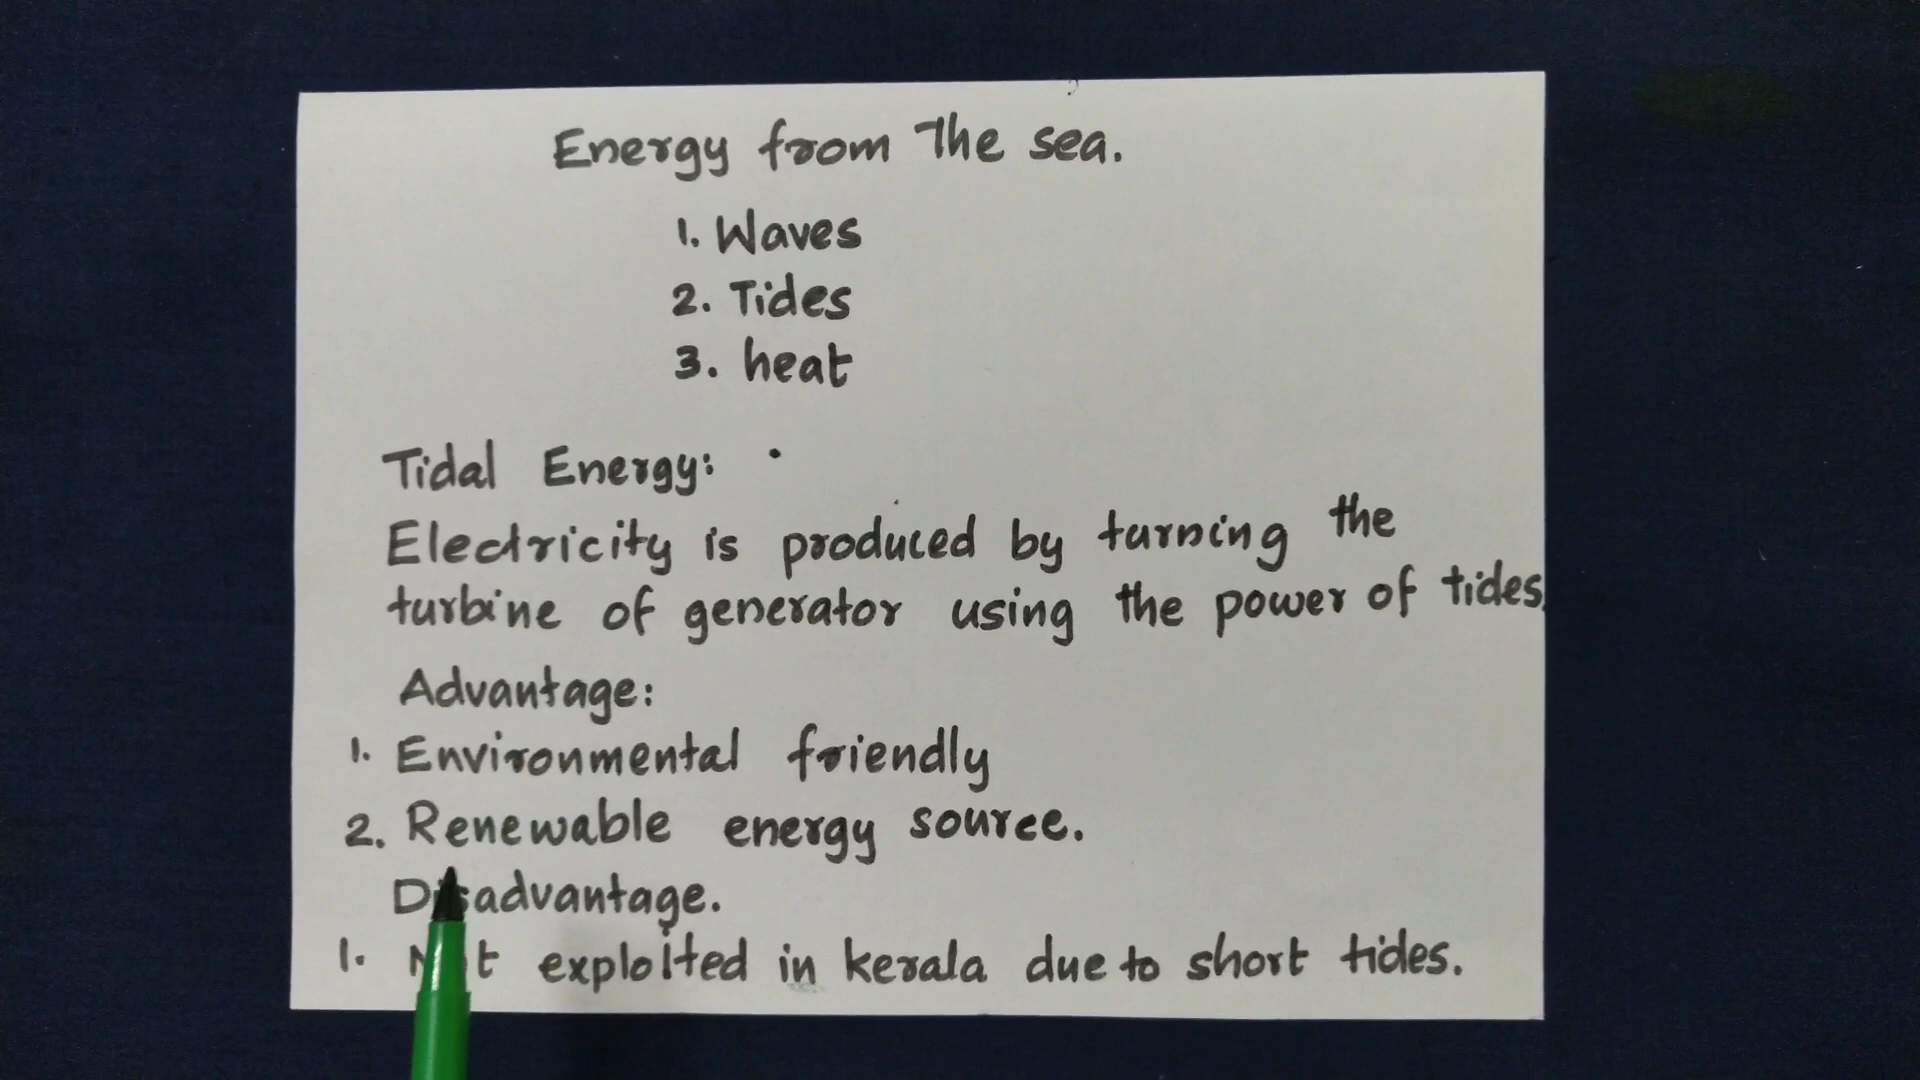 Energy from The sea.
1. Waves
2. Tides
3. heat
Tidal Energy:
Electricity is produced by turning the
turbine of generator using the power of tides.
Advantage:
1. Environmental friendly
2. Renewable energy source.
Disadvantage.
1. Not exploited in kerala due to short tides.